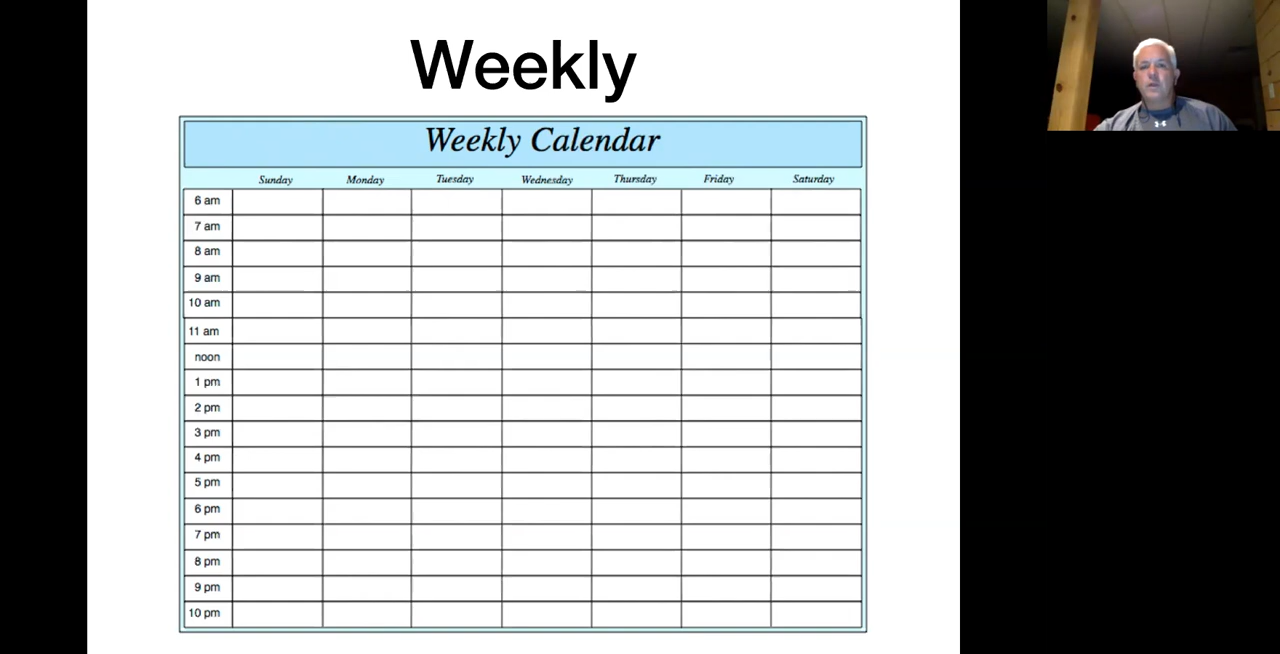 Weekly
Weekly Calendar
Sunday Monday Tuesday Wednesday Thursday Friday Saturday
6 am
7 am
8 am
9 am
10 am
11 am
noon
1 pm
2 pm
3 pm
4 pm
5 pm
6 pm
7 pm
8 pm
9 pm
10 pm